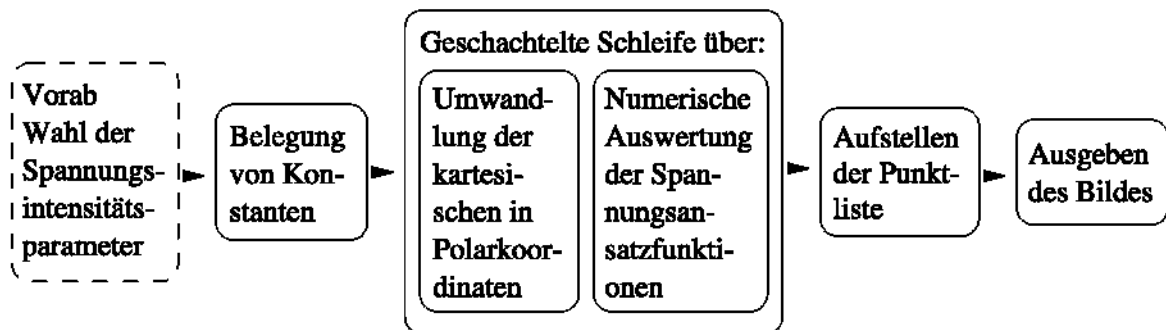 Vorab
Wahl der
Spannungs-
intensitäts-
parameter
Belegung
von Kon-
stanten
Geschachtelte Schleife über:
Umwand-
lung der
kartesi-
schen in
Polarkoor-
dinaten
Numerische
Auswertung
der Span-
nungsan-
satzfunkti-
onen
Aufstellen
der Punkt-
liste
Ausgeben
des Bildes